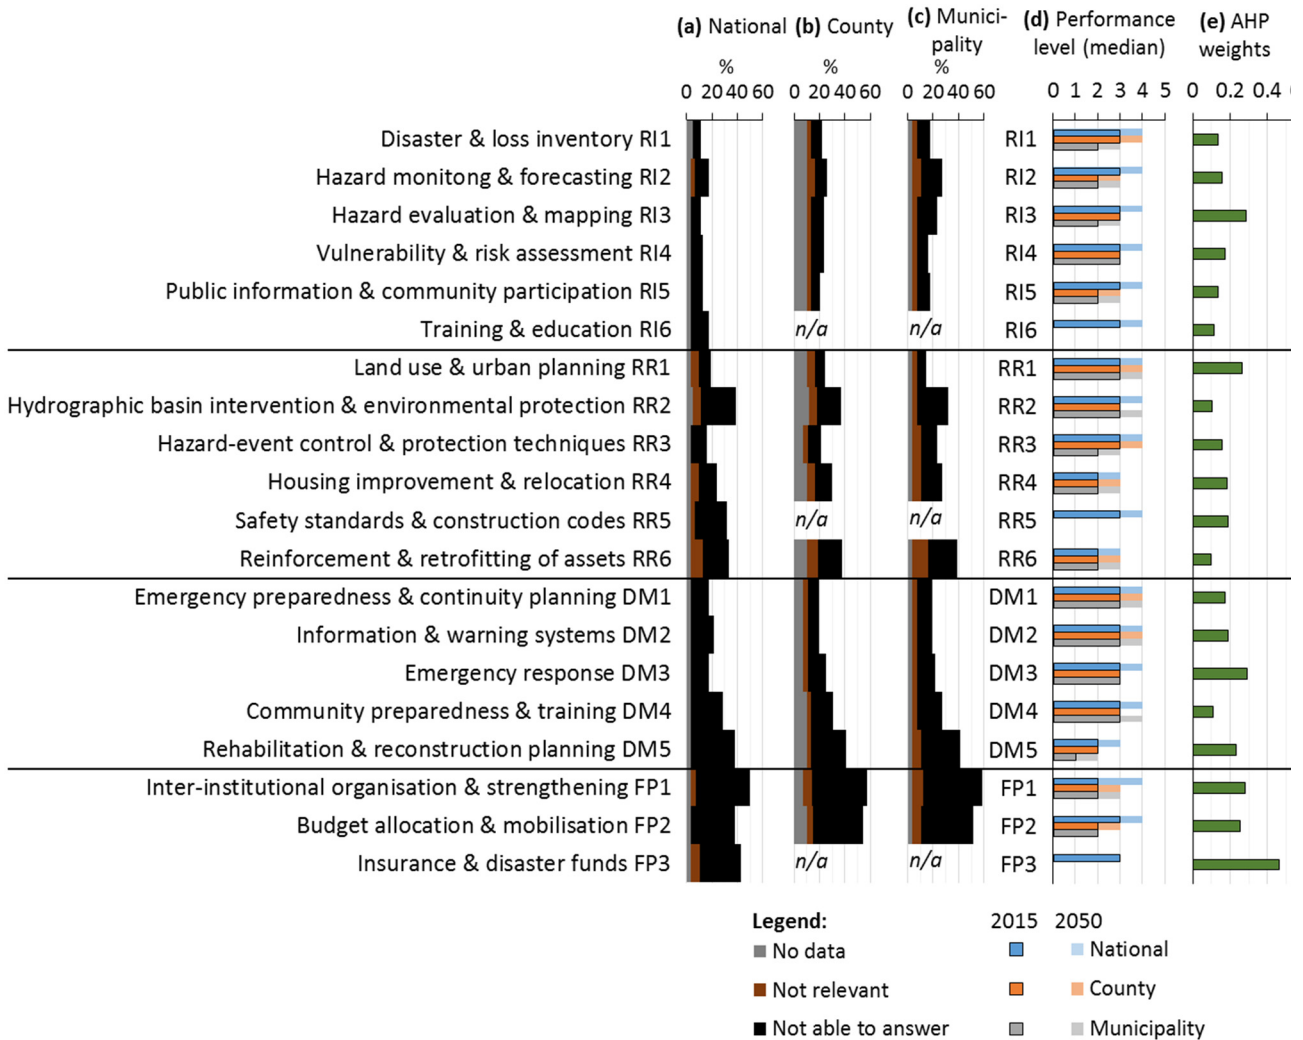 (a) National (b) County (c) Munici- (d) Performance (e) AHP
pality level (median) weights
% % %
0 20 40 60 0 20 40 60 0 20 40 60 0 1 2 3 4 5 0 0.2 0.4
Disaster & loss inventory RI1 RI1
Hazard monitong & forecasting RI2 RI2
Hazard evaluation & mapping RI3 RI3
Vulnerability & risk assessment RI4 RI4
Public information & community participation RI5 RI5
Training & education RI6 n/a n/a RI6
Land use & urban planning RR1 RR1
Hydrographic basin intervention & environmental protection RR2 RR2
Hazard-event control & protection techniques RR3 RR3
Housing improvement & relocation RR4 RR4
Safety standards & construction codes RR5 n/a n/a RR5
Reinforcement & retrofitting of assets RR6 RR6
Emergency preparedness & continuity planning DM1 DM1
Information & warning systems DM2 DM2
Emergency response DM3 DM3
Community preparedness & training DM4 DM4
Rehabilitation & reconstruction planning DM5 DM5
Inter-institutional organisation & strengthening FP1 FP1
Budget allocation & mobilisation FP2 FP2
Insurance & disaster funds FP3 n/a n/a FP3
Legend: 2015 2050
No data National
Not relevant County
Not able to answer Municipality